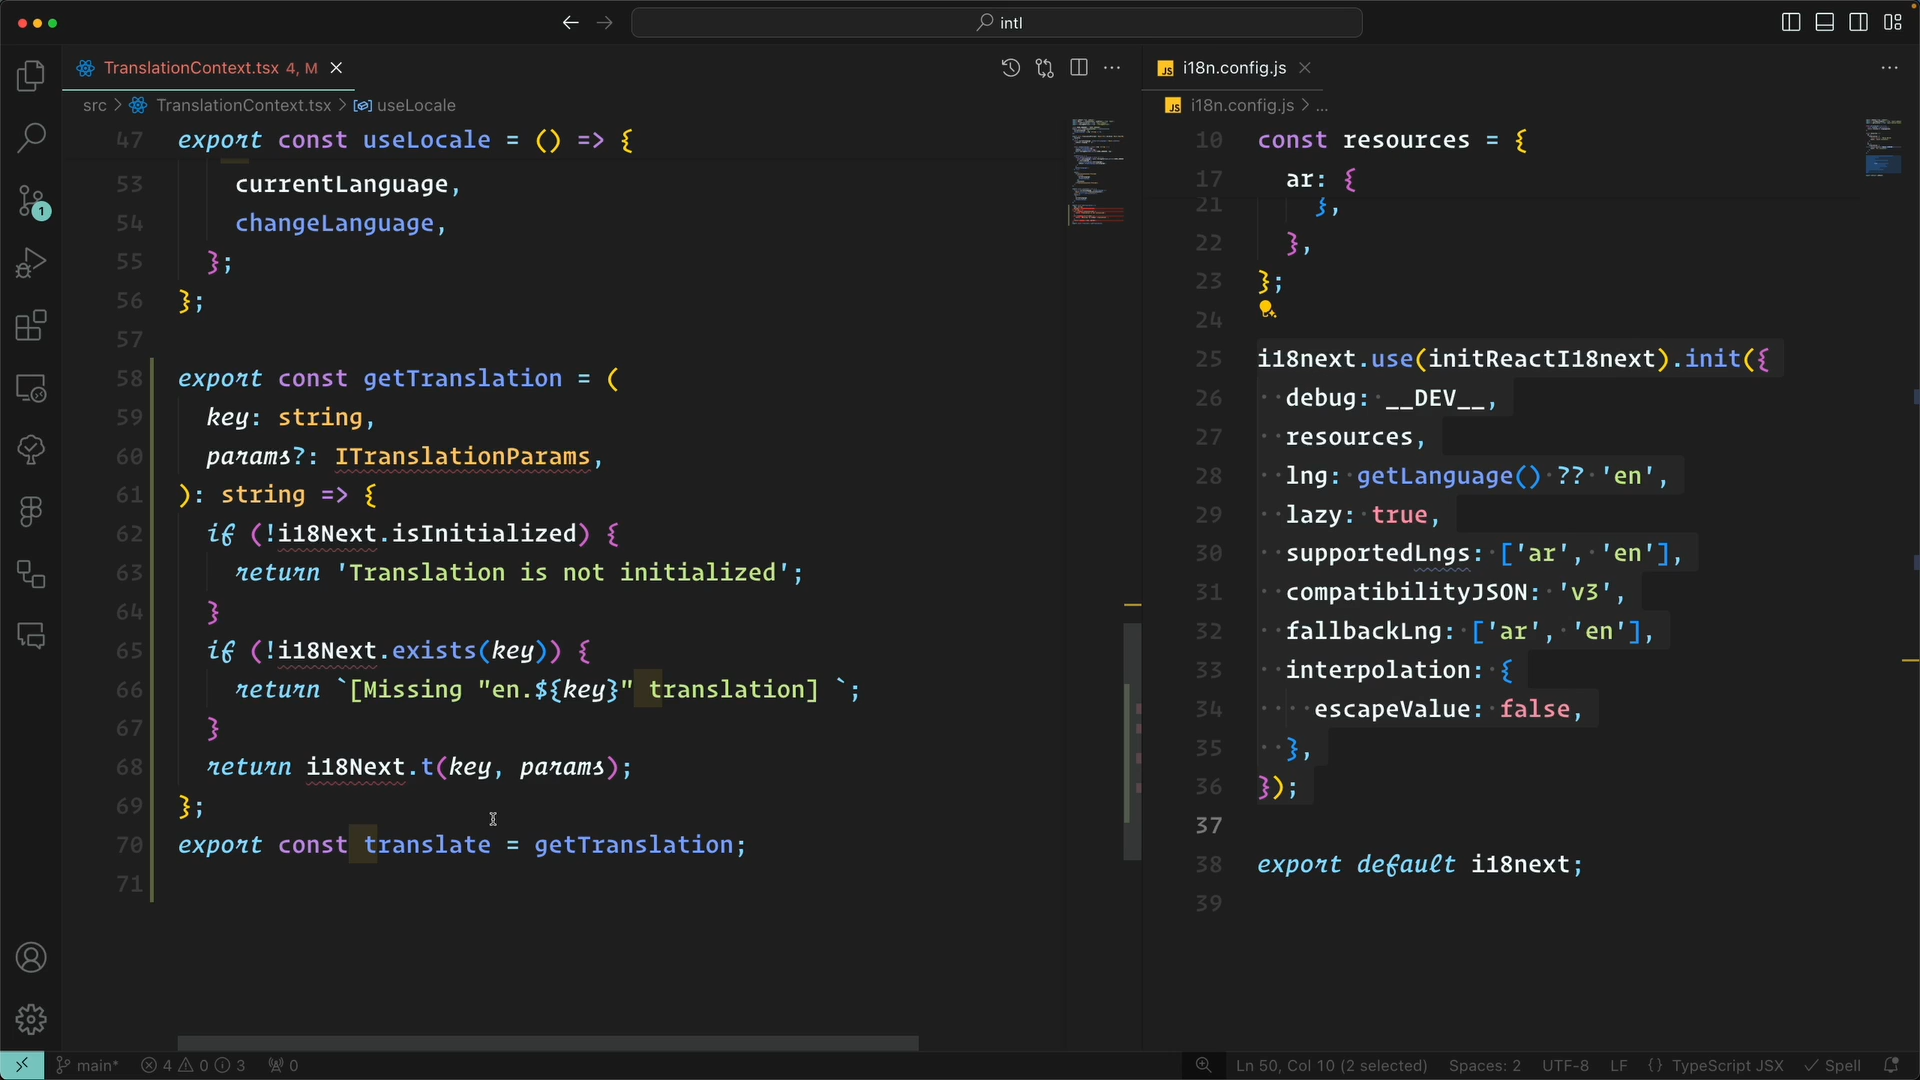 intl
TranslationContext.tsx 4, M
src > TranslationContext.tsx > useLocale
47 export const useLocale = () => {
53 currentLanguage,
54 changeLanguage,
55 };
56 };
57
58 export const getTranslation = (
59 key: string,
60 params?: ITranslationParams,
61 ): string => {
62 if (!i18Next.isInitialized) {
63 return 'Translation is not initialized';
64 }
65 if (!i18Next.exists(key)) {
66 return `[Missing "en.${key}" translation] `;
67 }
68 return i18Next.t(key, params);
69 };
70 export const translate = getTranslation;
71
JS i18n.config.js
JS i18n.config.js > ...
10 const resources = {
17 ar: {
21 },
22 },
23 };
24
25 i18next.use(initReactI18next).init({
26 debug: __DEV__,
27 resources,
28 lng: getLanguage() ?? 'en',
29 lazy: true,
30 supportedLngs: ['ar', 'en'],
31 compatibilityJSON: 'v3',
32 fallbackLng: ['ar', 'en'],
33 interpolation: {
34 escapeValue: false,
35 },
36 });
37
38 export default i18next;
39
1
main* 4 0 3 0 Ln 50, Col 10 (2 selected) Spaces: 2 UTF-8 LF {} TypeScript JSX Spell